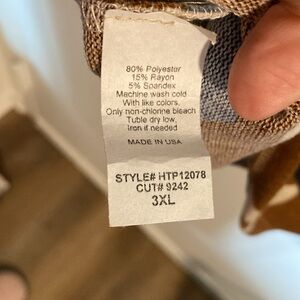 80% Polyester
15% Rayon
5% Spandex
Machine wash cold
With like colors,
Only non-chlorine bleach
Tuble dry low,
Iron if needed
MADE IN USA
STYLE# HTP12078
CUT# 9242
3XL